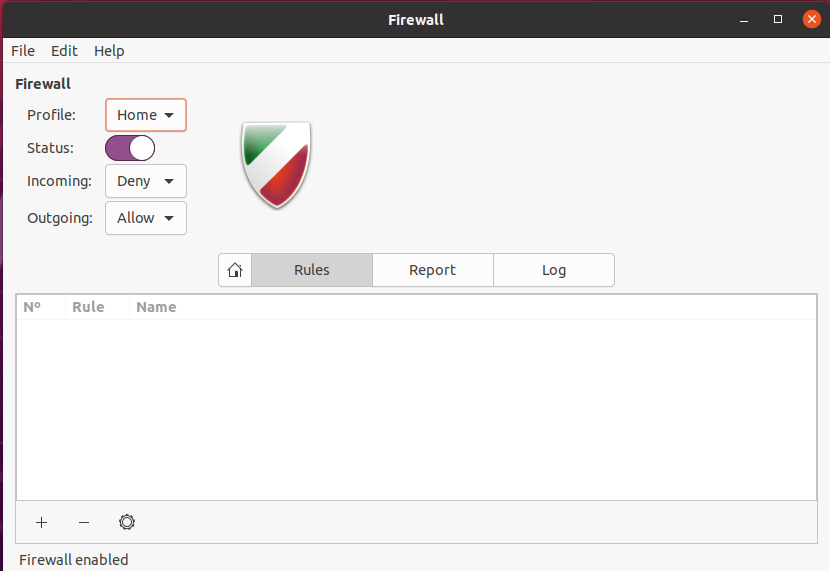 Firewall
File Edit Help
Firewall
Profile: Home
Status:
Incoming: Deny
Outgoing: Allow
Rules Report Log
Nº Rule Name
Firewall enabled